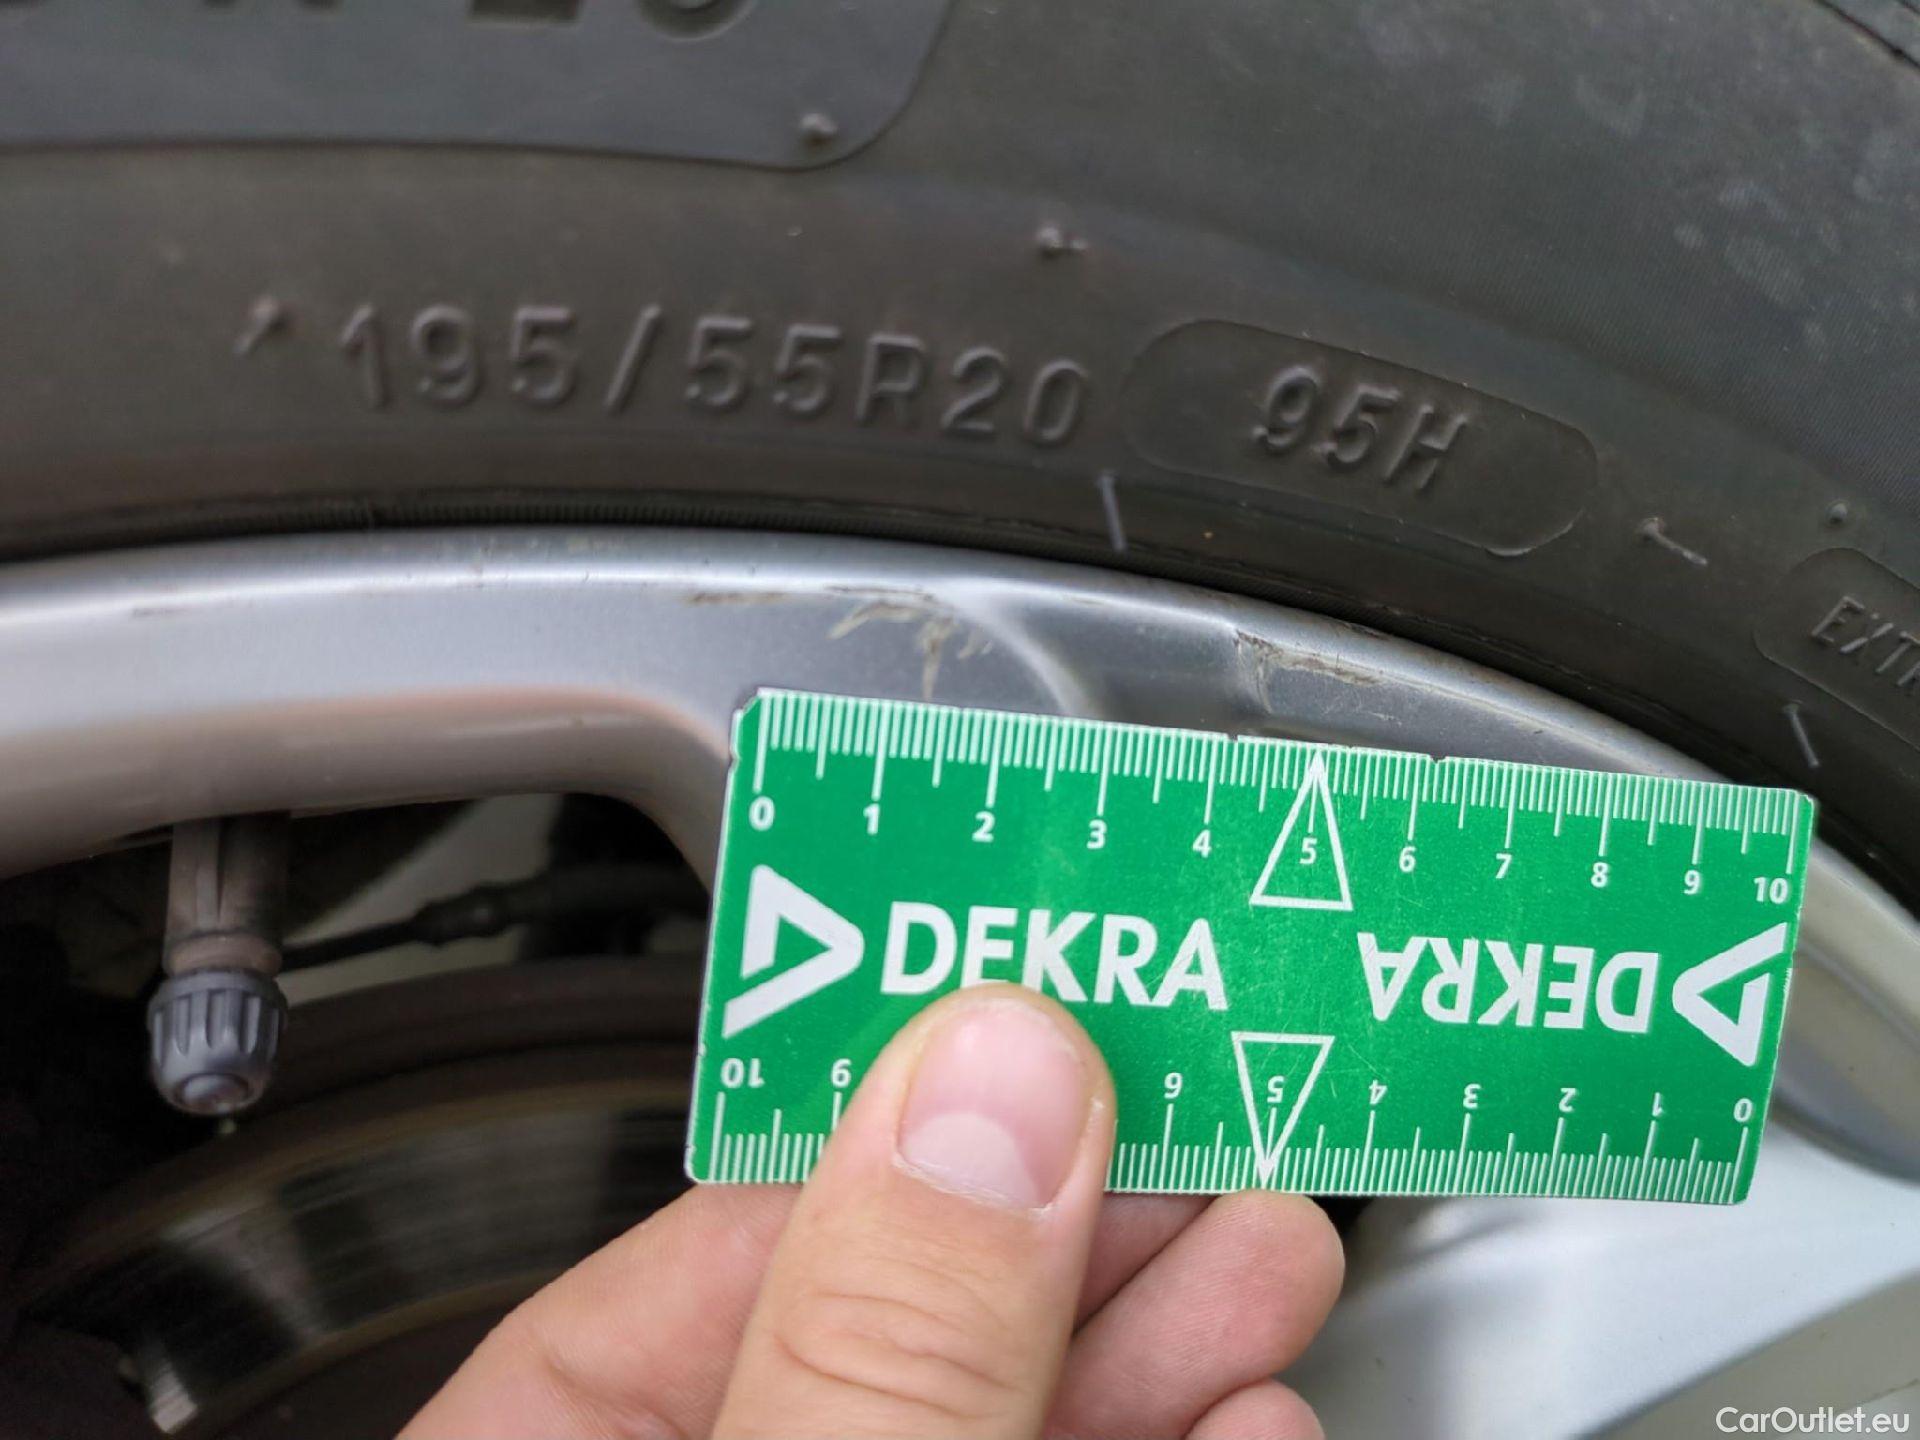 195/55R20 95H
EXTR
0 1 2 3 4 5 6 7 8 9 10
DEKRA DEKRA
10 9 6 5 4 3 2 1 0
CarOutlet.eu